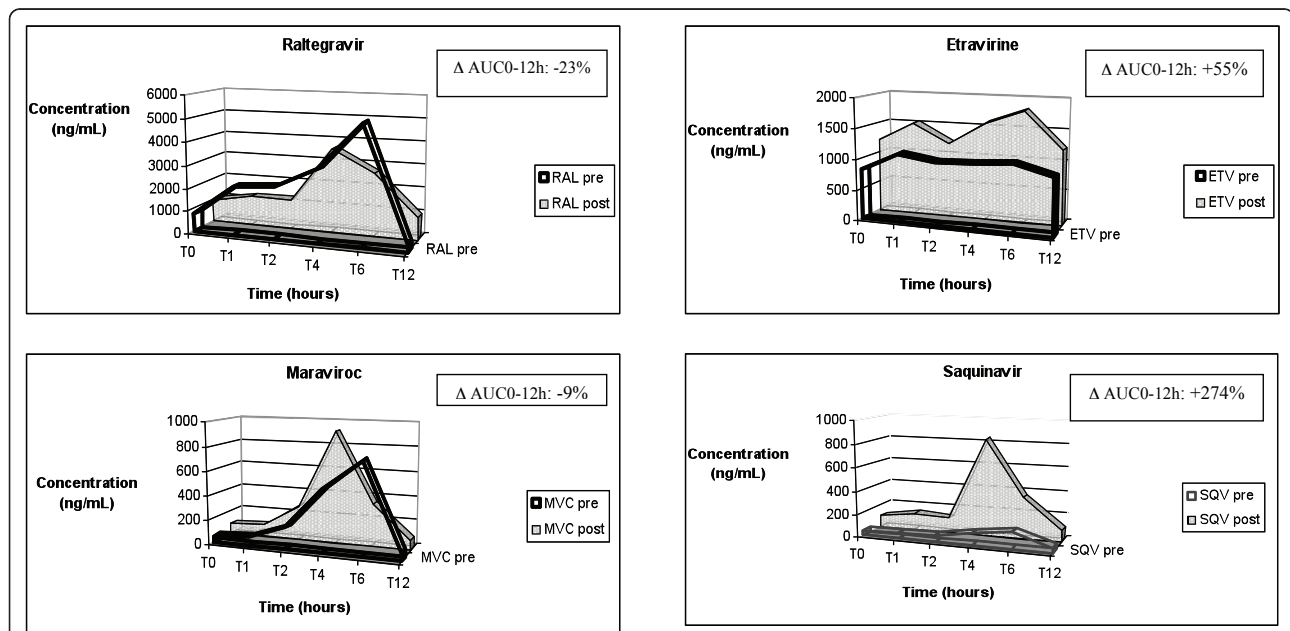 Raltegravir
Δ AUC0-12h: -23%
Concentration
(ng/mL)
6000
5000
4000
3000
2000
1000
0
T0
T1
T2
T4
T6
T12
RAL pre
Time (hours)
RAL pre
RAL post
Etravirine
Δ AUC0-12h: +55%
Concentration
(ng/mL)
2000
1500
1000
500
0
T0
T1
T2
T4
T6
T12
ETV pre
Time (hours)
ETV pre
ETV post
Maraviroc
Δ AUC0-12h: -9%
Concentration
(ng/mL)
1000
800
600
400
200
0
T0
T1
T2
T4
T12
MVC pre
Time (hours)
MVC pre
MVC post
Saquinavir
Δ AUC0-12h: +274%
Concentration
(ng/mL)
1000
800
600
400
200
0
T0
T1
T2
T4
T6
T12
SQV pre
Time (hours)
SQV pre
SQV post